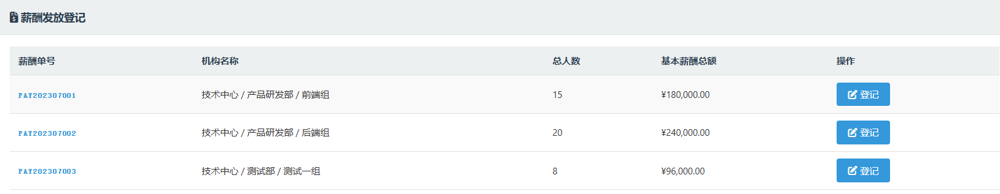 薪酬发放登记
薪酬单号 机构名称 总人数 基本薪酬总额 操作
PAY202307001 技术中心 / 产品研发部 / 前端组 15 ¥180,000.00 登记
PAY202307002 技术中心 / 产品研发部 / 后端组 20 ¥240,000.00 登记
PAY202307003 技术中心 / 测试部 / 测试一组 8 ¥96,000.00 登记